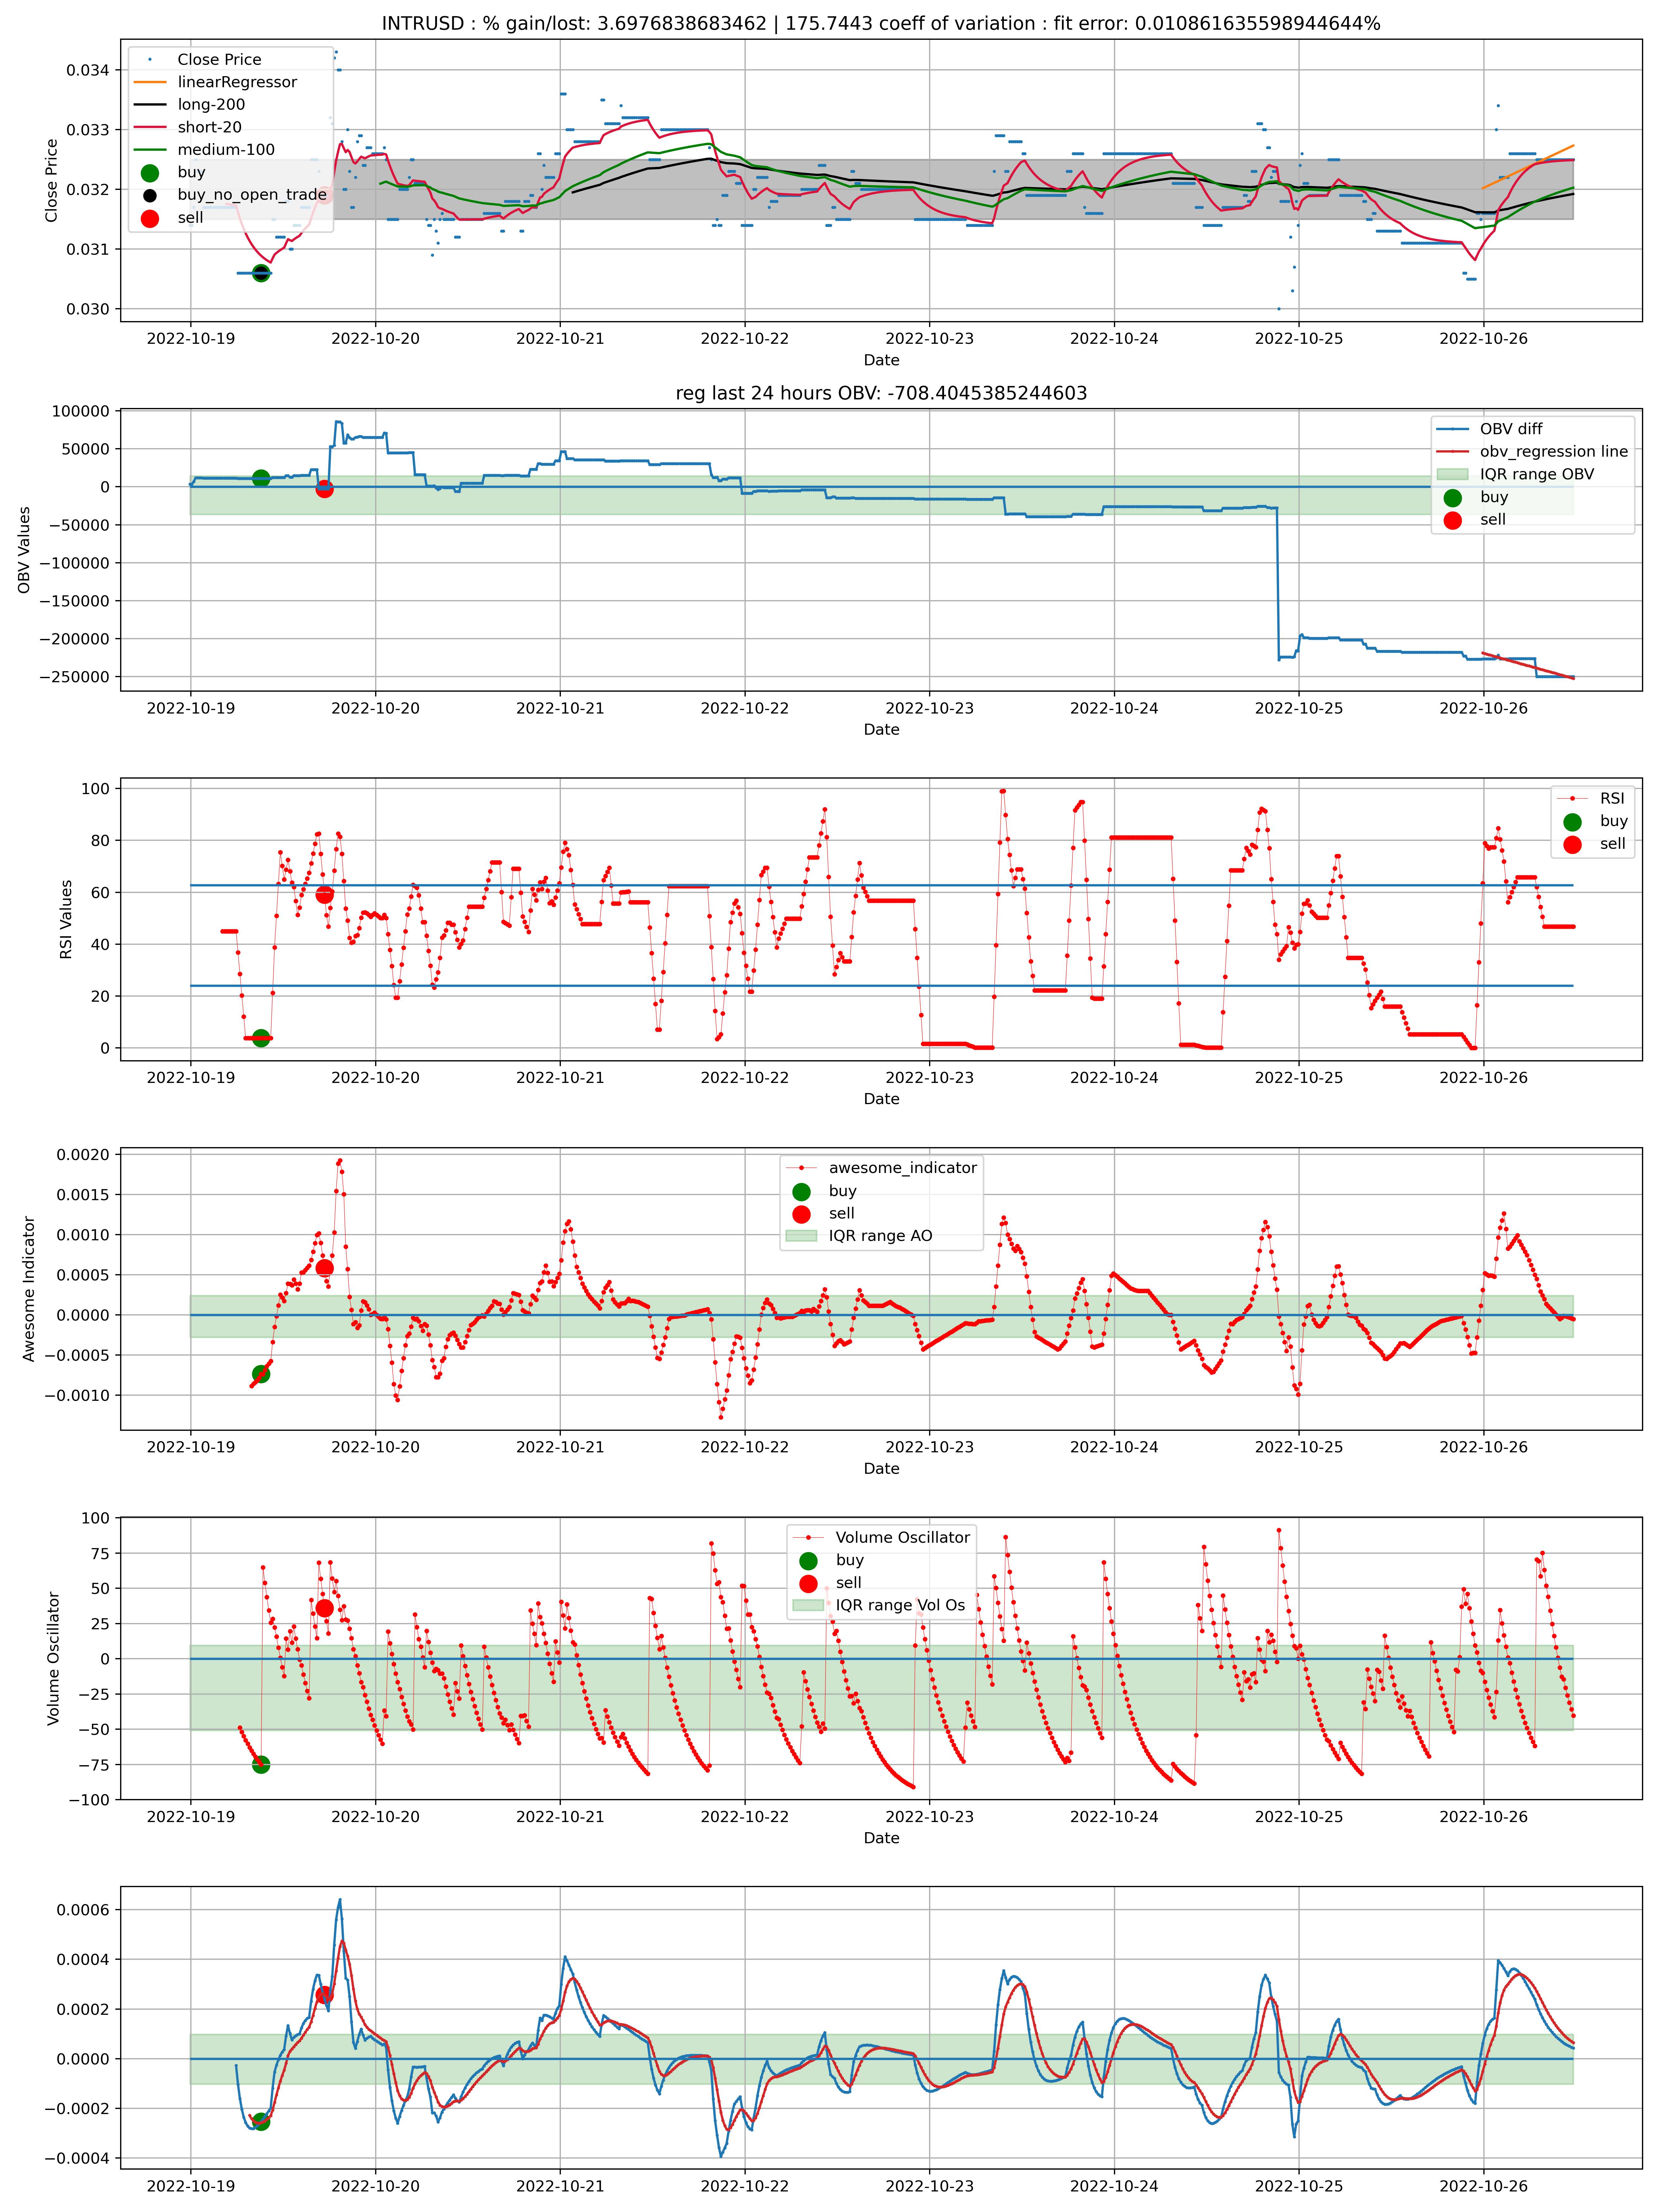 INTRUSD : % gain/lost: 3.6976838683462 | 175.7443 coeff of variation : fit error: 0.010861635598944644%
Close Price
linearRegressor
long-200
short-20
medium-100
buy
buy_no_open_trade
sell
0.034
0.033
0.032
0.031
0.030
Close Price
2022-10-19 2022-10-20 2022-10-21 2022-10-22 2022-10-23 2022-10-24 2022-10-25 2022-10-26
Date
reg last 24 hours OBV: -708.4045385244603
OBV diff
obv_regression line
IQR range OBV
buy
sell
100000
50000
0
−50000
−100000
−150000
−200000
−250000
OBV Values
2022-10-19 2022-10-20 2022-10-21 2022-10-22 2022-10-23 2022-10-24 2022-10-25 2022-10-26
Date
RSI
buy
sell
100
80
60
40
20
0
RSI Values
2022-10-19 2022-10-20 2022-10-21 2022-10-22 2022-10-23 2022-10-24 2022-10-25 2022-10-26
Date
awesome_indicator
buy
sell
IQR range AO
0.0020
0.0015
0.0010
0.0005
0.0000
−0.0005
−0.0010
Awesome Indicator
2022-10-19 2022-10-20 2022-10-21 2022-10-22 2022-10-23 2022-10-24 2022-10-25 2022-10-26
Date
Volume Oscillator
buy
sell
IQR range Vol Os
100
75
50
25
0
−25
−50
−75
−100
Volume Oscillator
2022-10-19 2022-10-20 2022-10-21 2022-10-22 2022-10-23 2022-10-24 2022-10-25 2022-10-26
Date
0.0006
0.0004
0.0002
0.0000
−0.0002
−0.0004
2022-10-19 2022-10-20 2022-10-21 2022-10-22 2022-10-23 2022-10-24 2022-10-25 2022-10-26